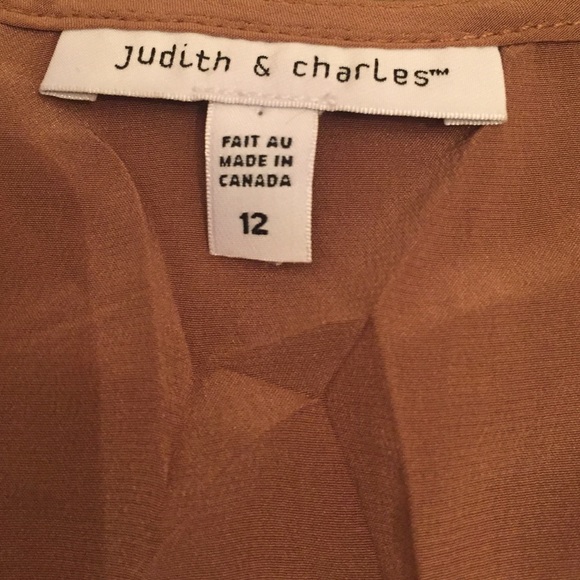 judith & charles™
FAIT AU
MADE IN
CANADA
12